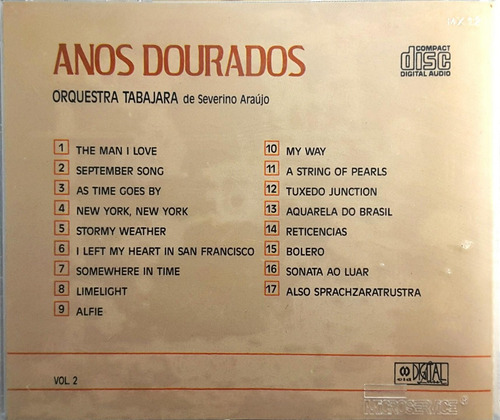 ANOS DOURADOS
COMPACT
disc
DIGITAL AUDIO
ORQUESTRA TABAJARA de Severino Araújo
1 THE MAN I LOVE
2 SEPTEMBER SONG
3 AS TIME GOES BY
4 NEW YORK, NEW YORK
5 STORMY WEATHER
6 I LEFT MY HEART IN SAN FRANCISCO
7 SOMEWHERE IN TIME
8 LIMELIGHT
9 ALFIE
10 MY WAY
11 A STRING OF PEARLS
12 TUXEDO JUNCTION
13 AQUARELA DO BRASIL
14 RETICENCIAS
15 BOLERO
16 SONATA AO LUAR
17 ALSO SPRACHZARATRUSTRA
VOL. 2
DIGITAL
MICROSERVICE